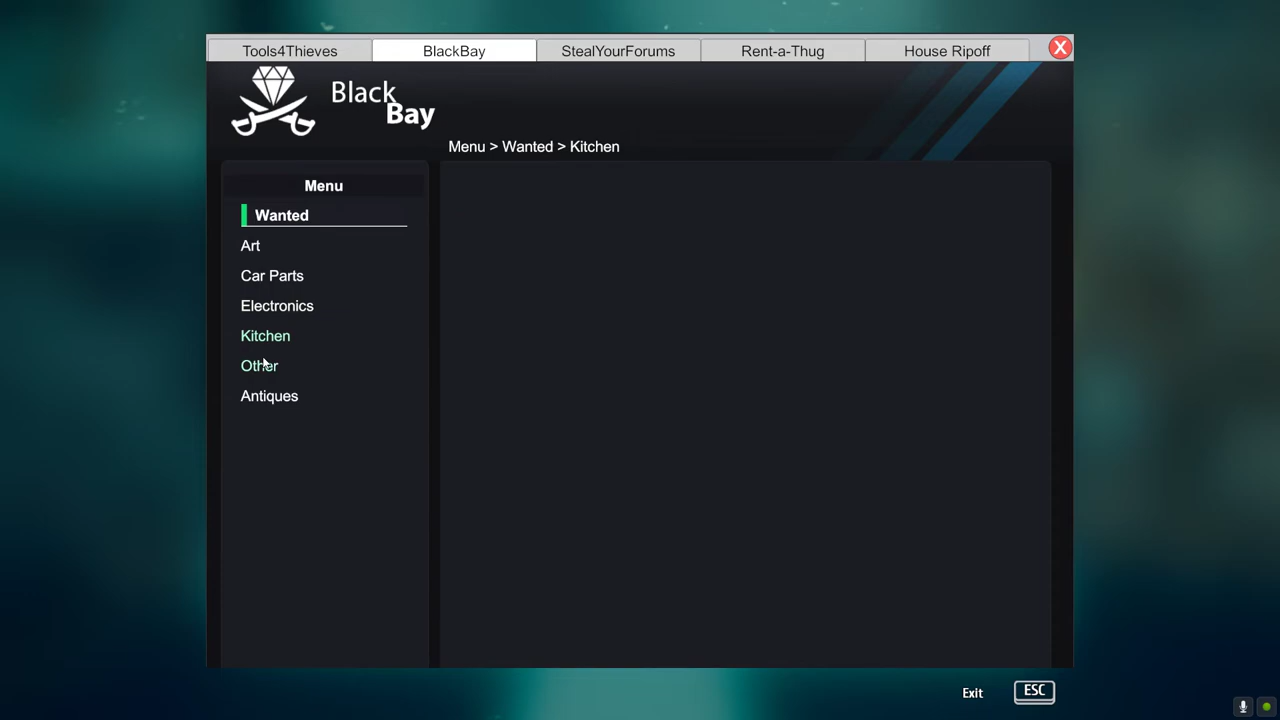 Tools4Thieves
BlackBay
StealYourForums
Rent-a-Thug
House Ripoff
X
Black
Bay
Menu > Wanted > Kitchen
Menu
Wanted
Art
Car Parts
Electronics
Kitchen
Other
Antiques
Exit
ESC